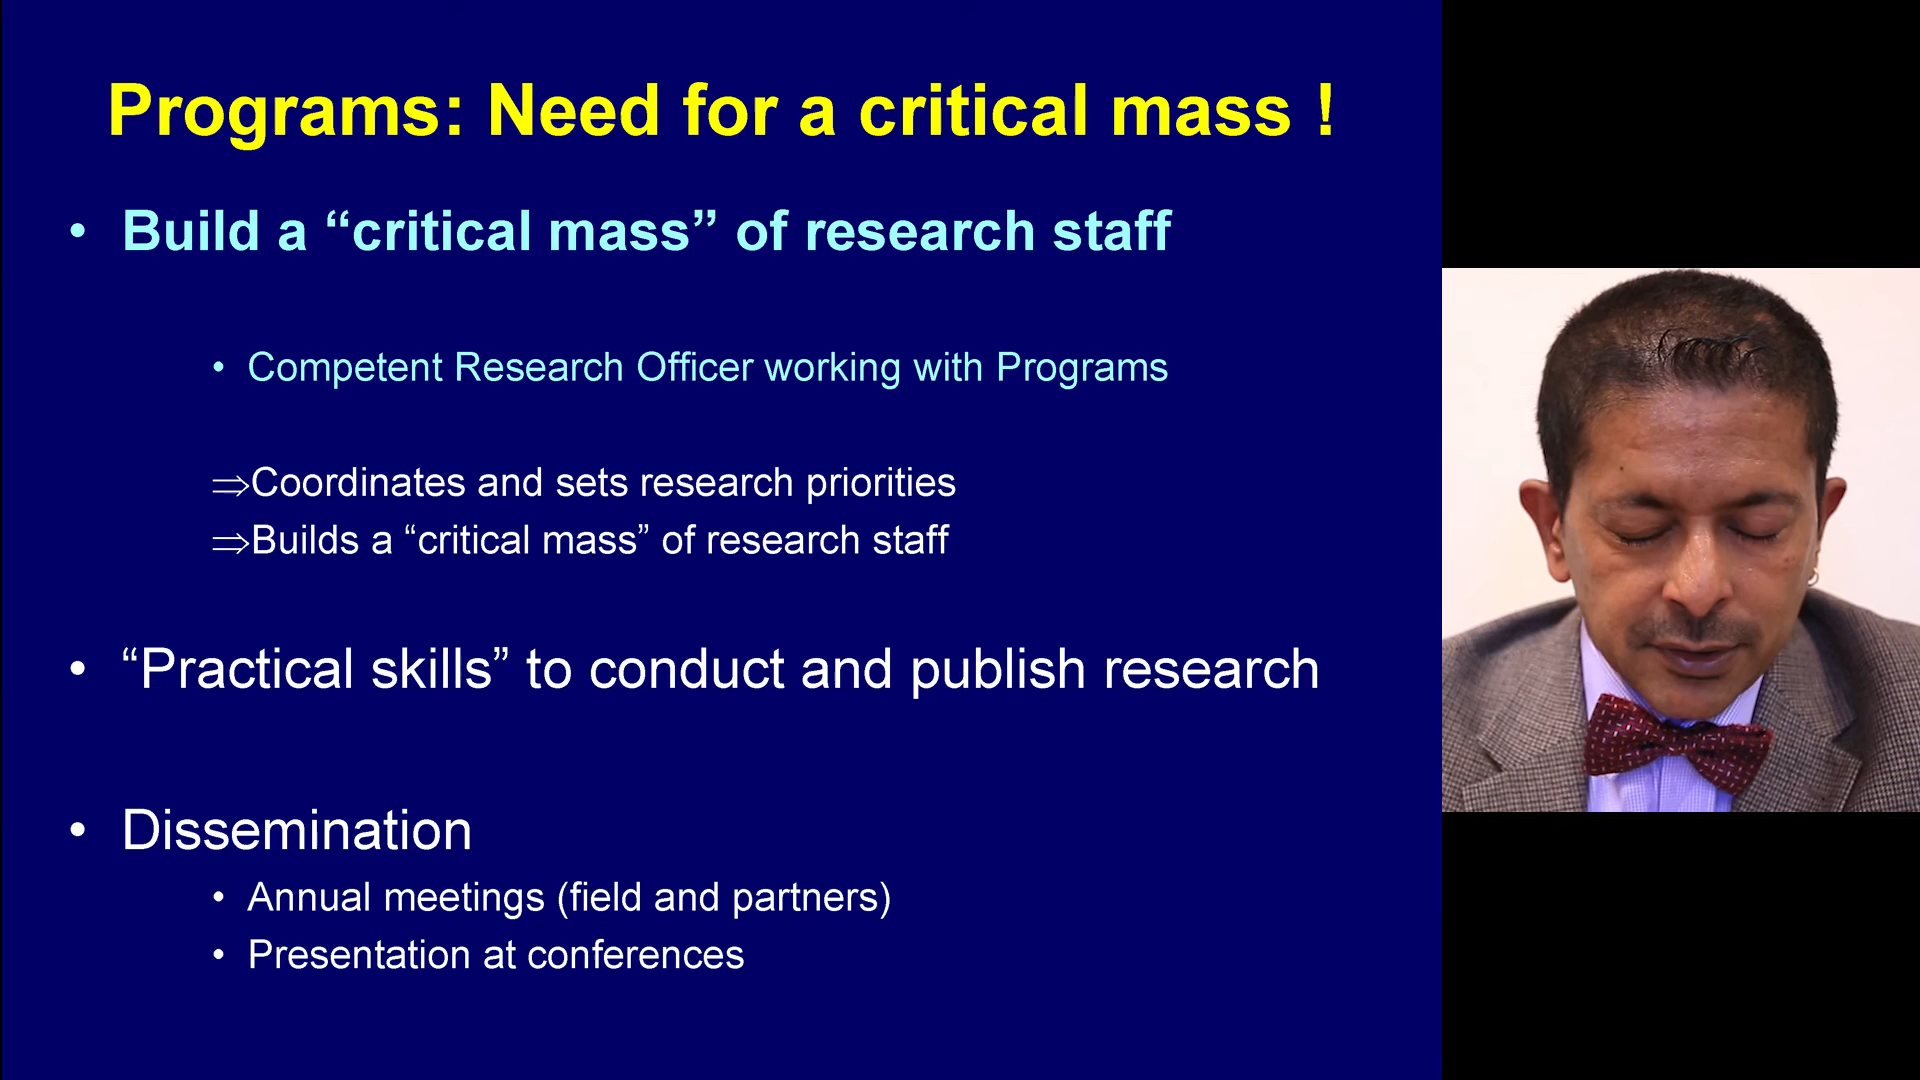 Programs: Need for a critical mass !
• Build a “critical mass” of research staff
• Competent Research Officer working with Programs
⇒Coordinates and sets research priorities
⇒Builds a “critical mass” of research staff
• “Practical skills” to conduct and publish research
• Dissemination
• Annual meetings (field and partners)
• Presentation at conferences